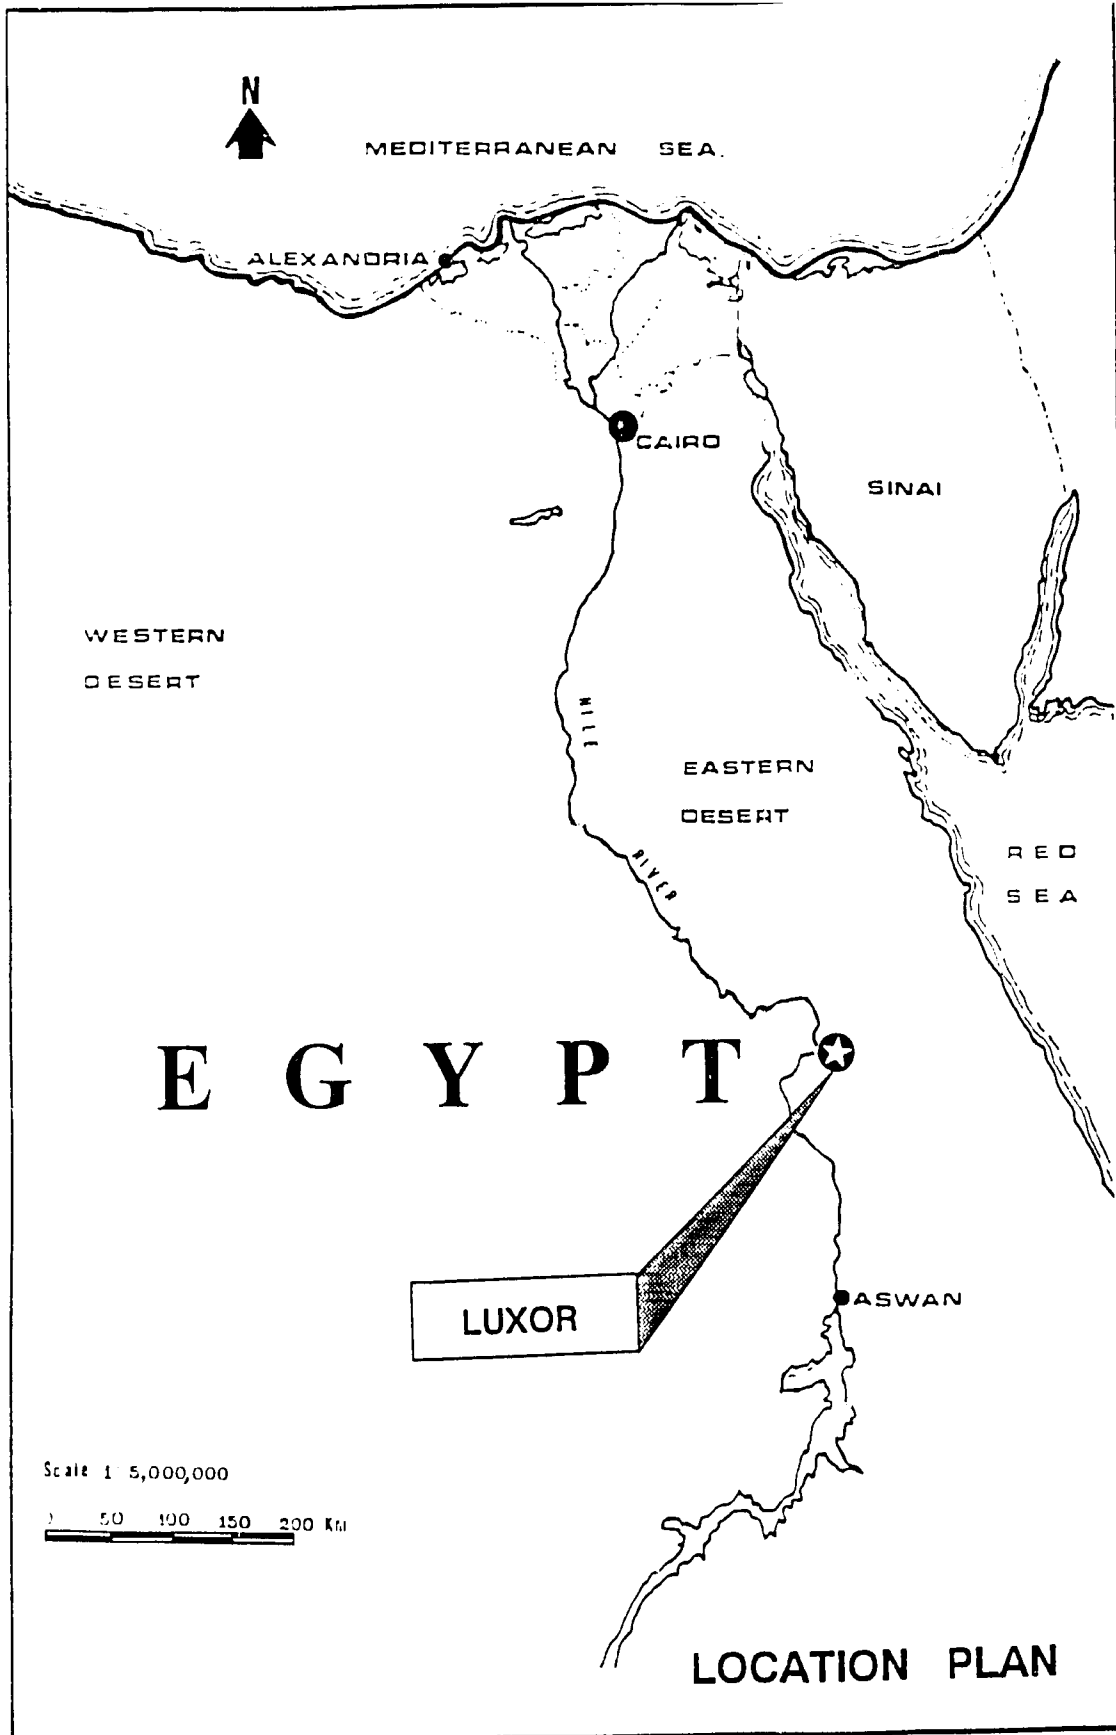 N
MEDITERRANEAN SEA.
ALEXANDRIA
CAIRO
SINAI
WESTERN
DESERT
NILE
EASTERN
DESERT
RIVER
RED
SEA
EGYPT
LUXOR
ASWAN
Scale 1 5,000,000
50 100 150 200 Km
LOCATION PLAN